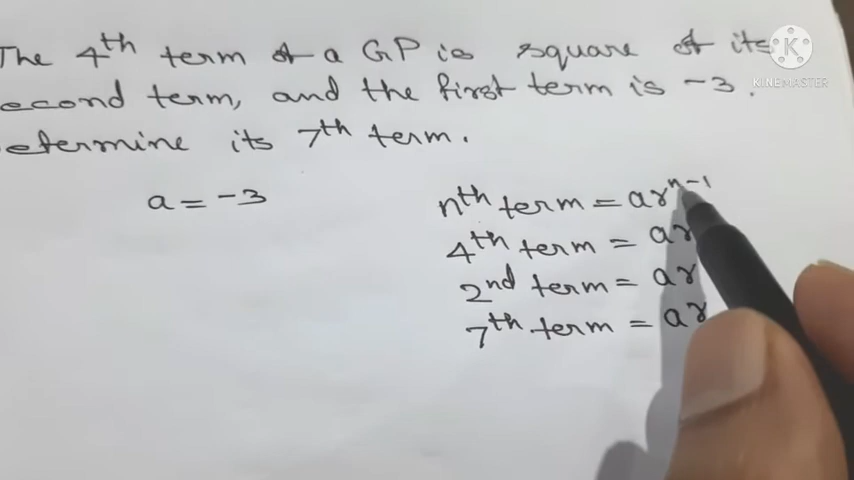 The 4th term of a GP is square of its
econd term, and the first term is -3.
etermine its 7th term.
a = -3
nth term = ar^n-1
4th term = ar
2nd term = ar
7th term = ar
K
KINEMASTER